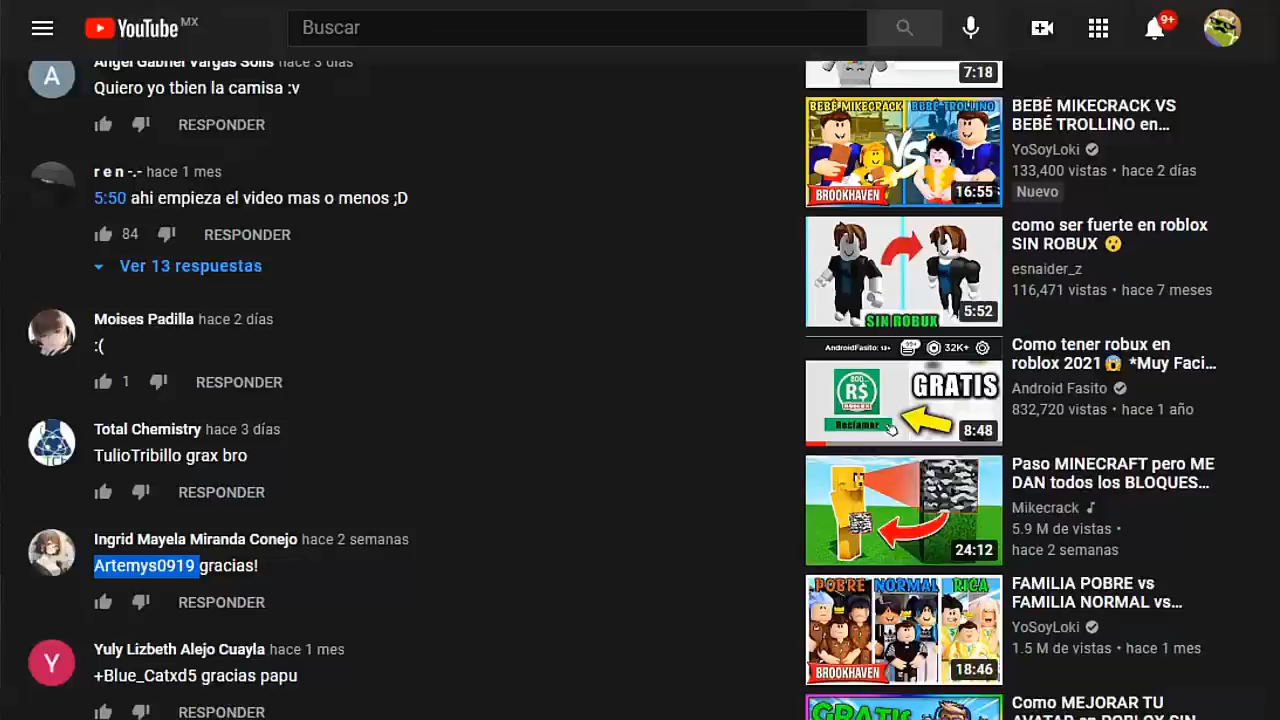 YouTube MX
Buscar
9+
Angel Gabriel Vargas Solis hace 3 días
A
Quiero yo tbien la camisa :v
RESPONDER
r e n -.- hace 1 mes
5:50 ahi empieza el video mas o menos ;D
84 RESPONDER
Ver 13 respuestas
Moises Padilla hace 2 días
:(
1 RESPONDER
Total Chemistry hace 3 días
TulioTribillo grax bro
RESPONDER
Ingrid Mayela Miranda Conejo hace 2 semanas
Artemys0919 gracias!
RESPONDER
Yuly Lizbeth Alejo Cuayla hace 1 mes
Y
+Blue_Catxd5 gracias papu
RESPONDER
7:18
BEBÉ MIKECRACK BEBÉ TROLLINO
VS
BROOKHAVEN
16:55
BEBÉ MIKECRACK VS
BEBÉ TROLLINO en...
YoSoyLoki
133,400 vistas • hace 2 días
Nuevo
SIN ROBUX
5:52
como ser fuerte en roblox
SIN ROBUX 😮
esnaider_z
116,471 vistas • hace 7 meses
AndroidFasito: 13+ 99+ 32K+
800
R$
GRATIS
Reclamar
8:48
Como tener robux en
roblox 2021😱 *Muy Faci...
Android Fasito
832,720 vistas • hace 1 año
24:12
Paso MINECRAFT pero ME
DAN todos los BLOQUES...
Mikecrack
5.9 M de vistas •
hace 2 semanas
POBRE NORMAL RICA
BROOKHAVEN
18:46
FAMILIA POBRE vs
FAMILIA NORMAL vs...
YoSoyLoki
1.5 M de vistas • hace 1 mes
GRATIS
Como MEJORAR TU
AVATAR en ROBLOX SIN